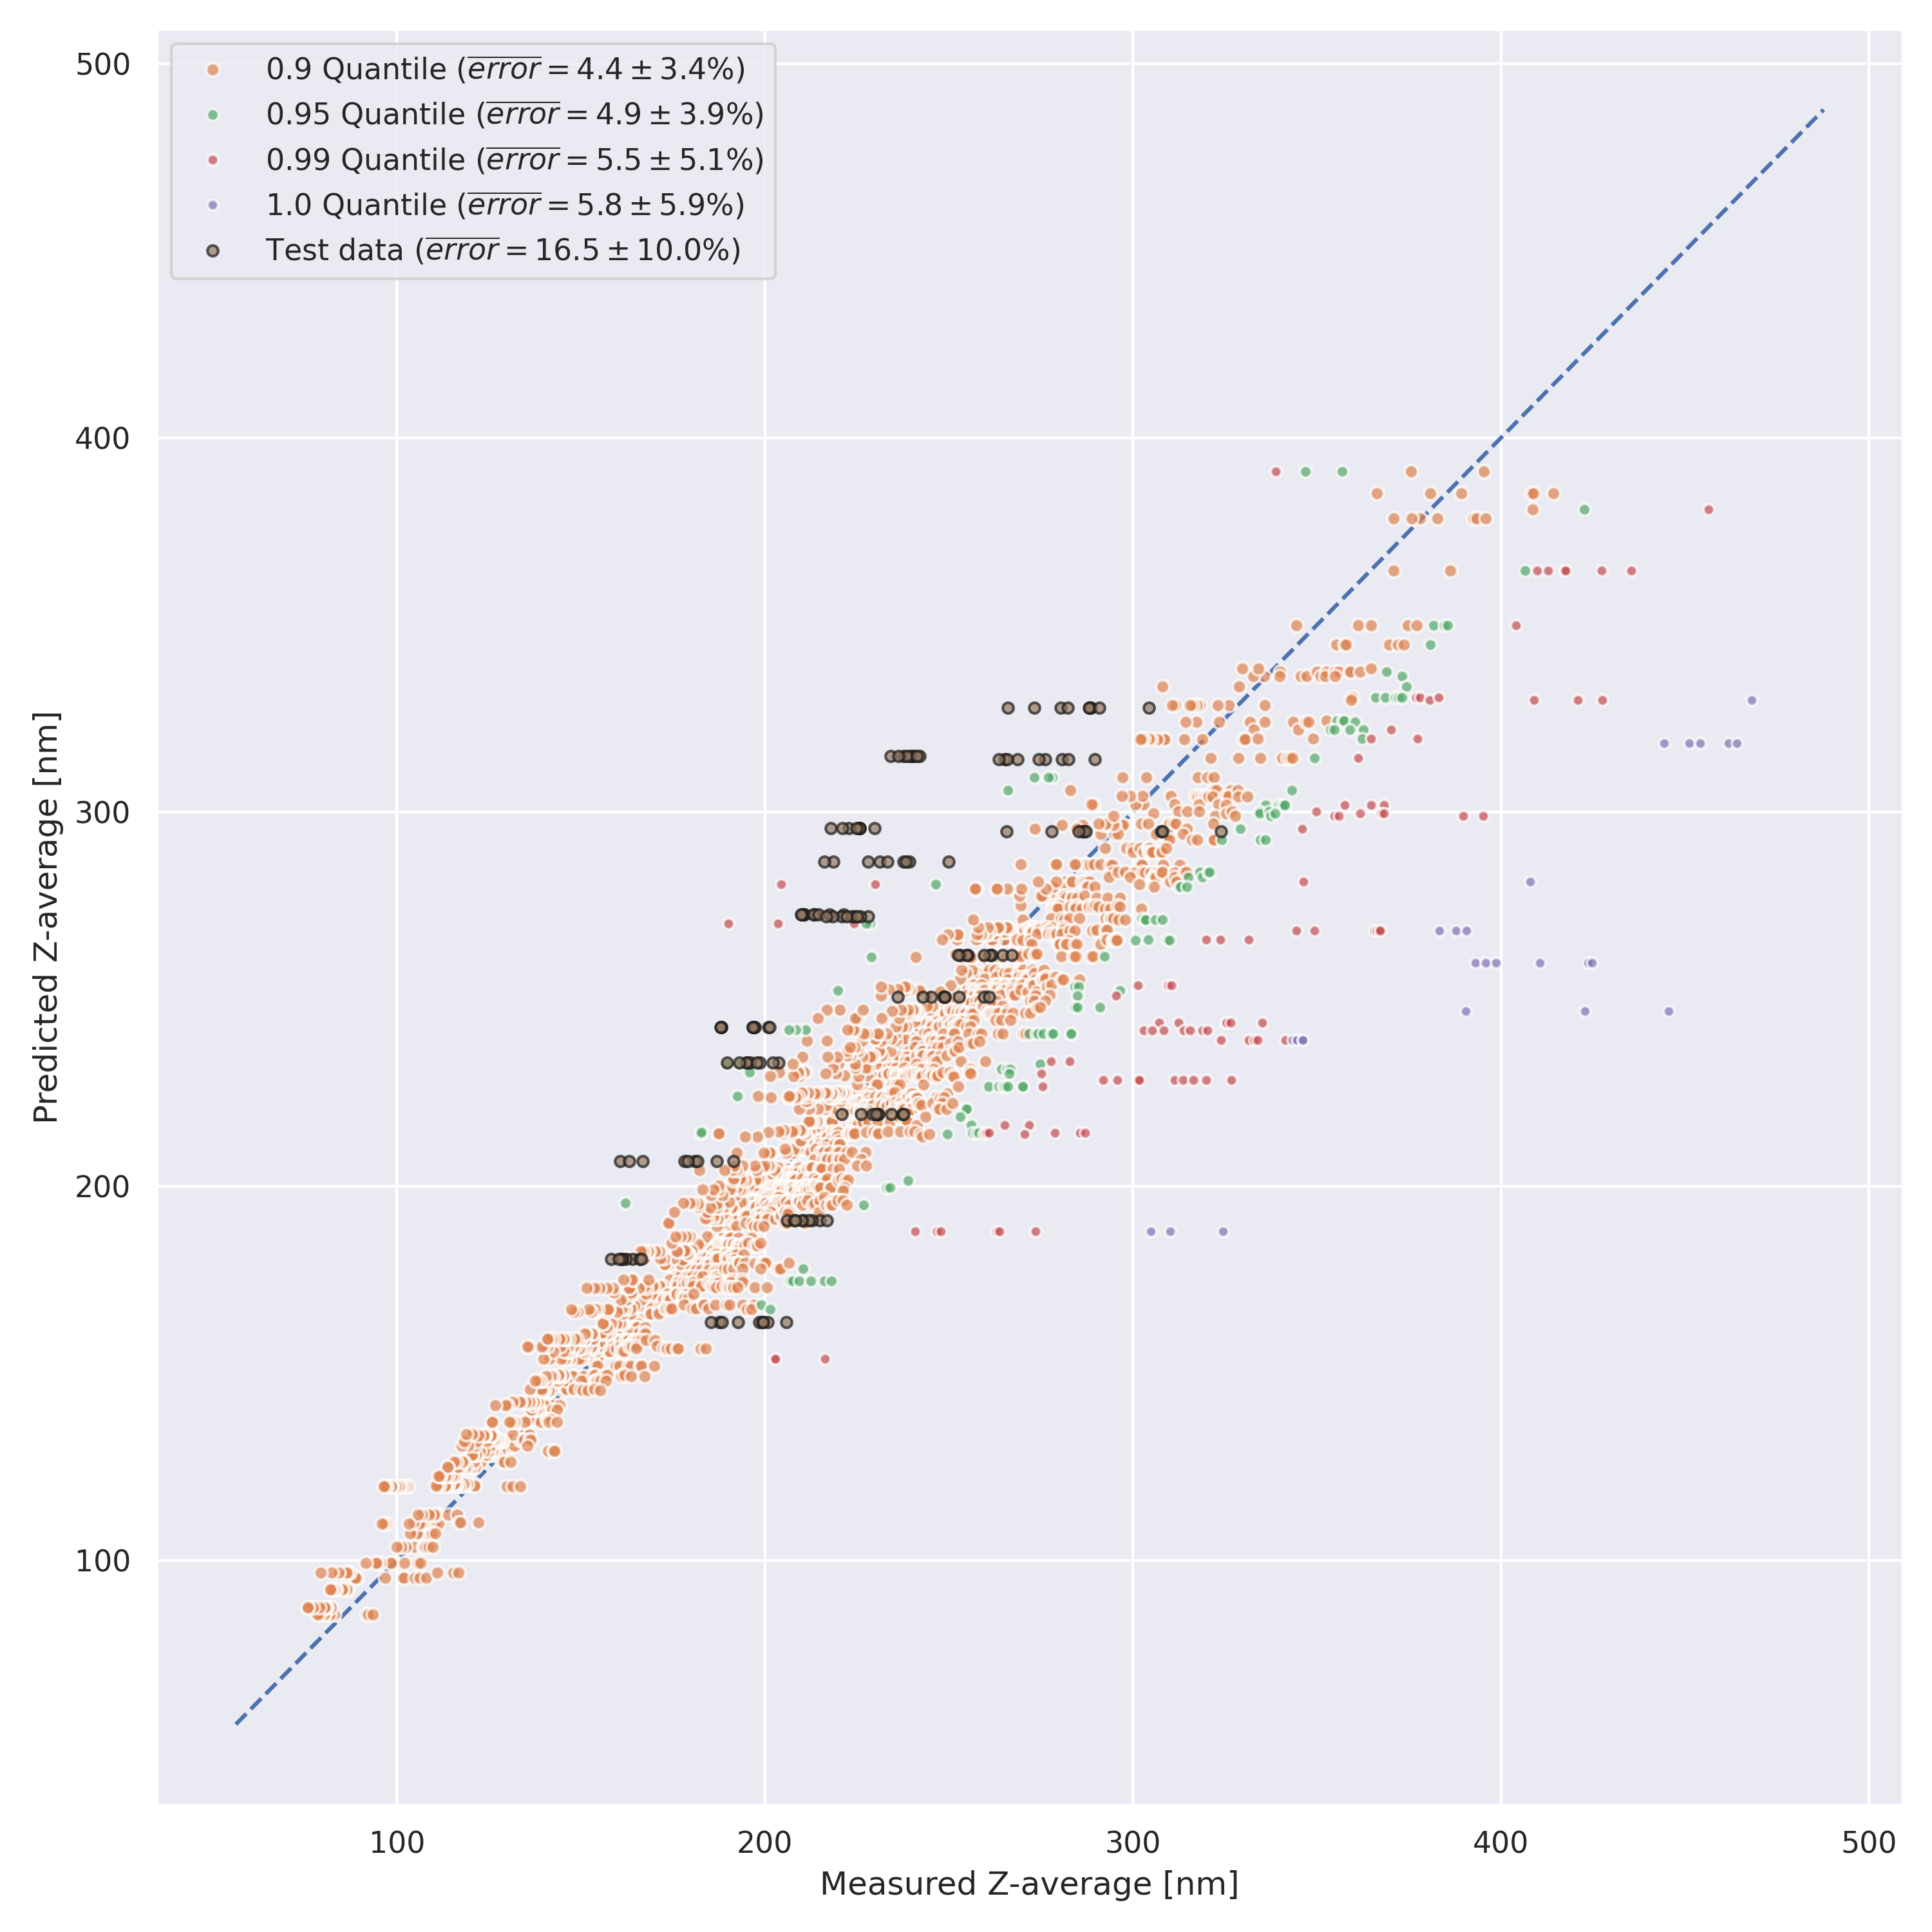 0.9 Quantile (error = 4.4 ± 3.4%)
0.95 Quantile (error = 4.9 ± 3.9%)
0.99 Quantile (error = 5.5 ± 5.1%)
1.0 Quantile (error = 5.8 ± 5.9%)
Test data (error = 16.5 ± 10.0%)
500
400
300
200
100
Predicted Z-average [nm]
100 200 300 400 500
Measured Z-average [nm]